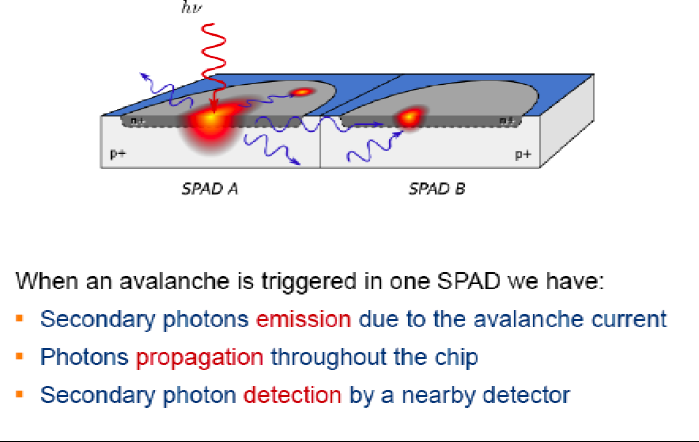 hν
n+ n+
p+ p+
SPAD A SPAD B
When an avalanche is triggered in one SPAD we have:
▪ Secondary photons emission due to the avalanche current
▪ Photons propagation throughout the chip
▪ Secondary photon detection by a nearby detector